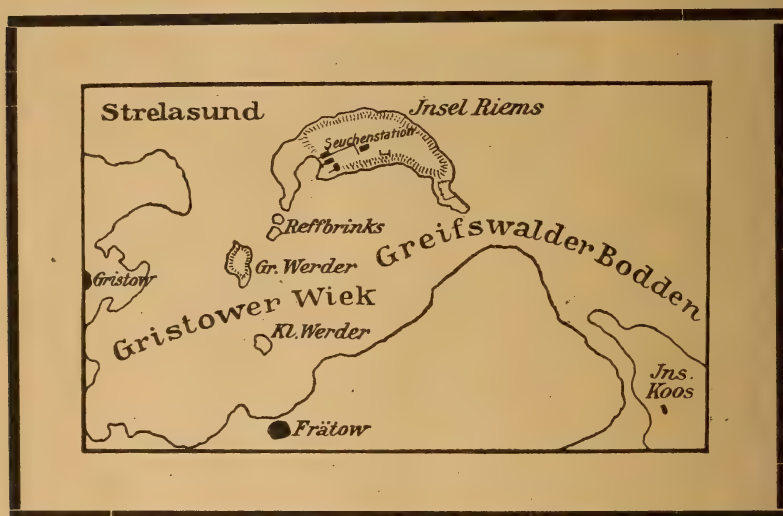 Strelasund
Jnsel Riems
Seuchenstation
Reffbrinks
Greifswalder Bodden
Gristow
Gr. Werder
Gristower Wiek
Kl. Werder
Jns.
Koos
Frätow